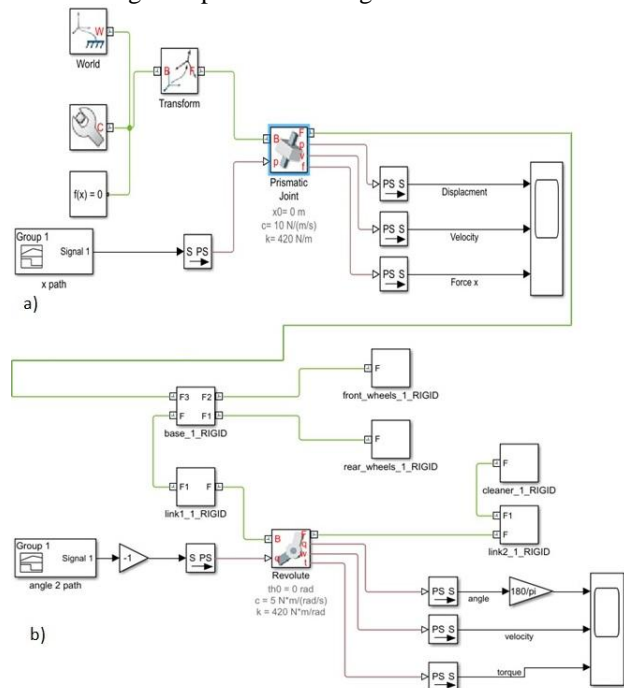 W
World
B
F
Transform
C
f(x) = 0
B
F
p
p
v
f
Prismatic
Joint
x0= 0 m
c= 10 N/(m/s)
k= 420 N/m
PS S
Displacment
PS S
Velocity
PS S
Force x
Group 1
Signal 1
S PS
x path
a)
F3 F2
F F1
base_1_RIGID
F
front_wheels_1_RIGID
F
rear_wheels_1_RIGID
F
cleaner_1_RIGID
F1 F
link1_1_RIGID
F1
F
link2_1_RIGID
B
F
q
q
w
t
Revolute
th0 = 0 rad
c = 5 N*m/(rad/s)
k = 420 N*m/rad
Group 1
Signal 1
-1
S PS
angle 2 path
PS S
angle
180/pi
PS S
velocity
PS S
torque
b)